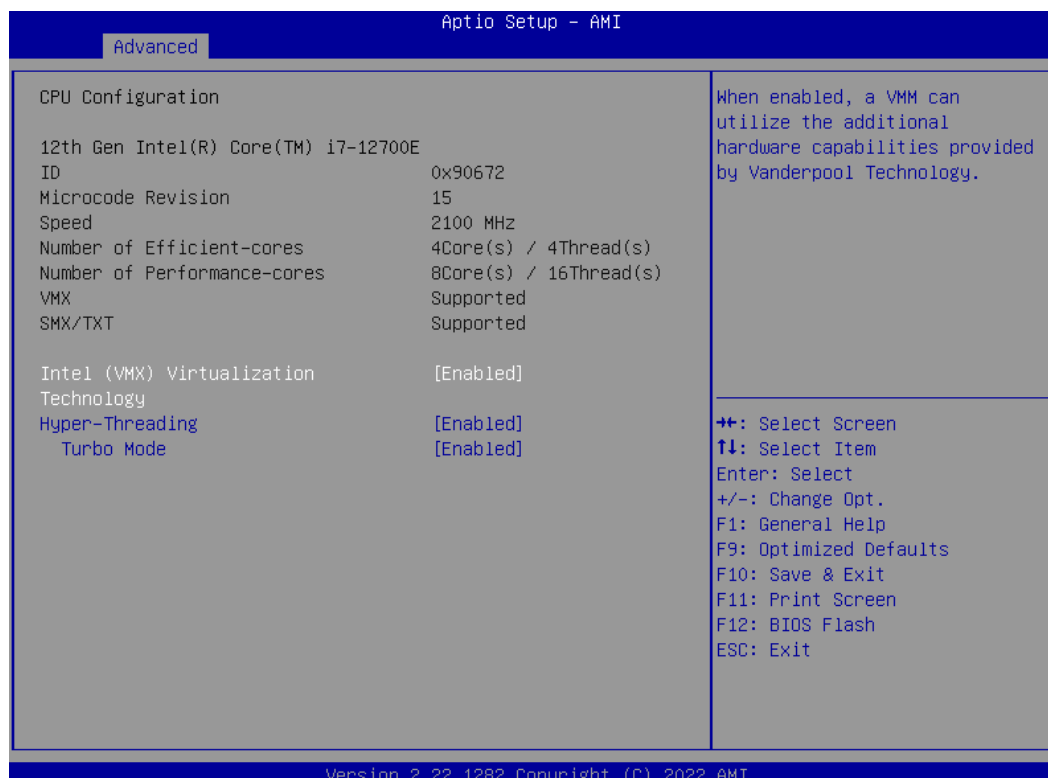 Aptio Setup - AMI
Advanced
CPU Configuration
12th Gen Intel(R) Core(TM) i7-12700E
ID 0x90672
Microcode Revision 15
Speed 2100 MHz
Number of Efficient-cores 4Core(s) / 4Thread(s)
Number of Performance-cores 8Core(s) / 16Thread(s)
VMX Supported
SMX/TXT Supported
Intel (VMX) Virtualization [Enabled]
Technology
Hyper-Threading [Enabled]
Turbo Mode [Enabled]
When enabled, a VMM can
utilize the additional
hardware capabilities provided
by Vanderpool Technology.
→←: Select Screen
↑↓: Select Item
Enter: Select
+/-: Change Opt.
F1: General Help
F9: Optimized Defaults
F10: Save & Exit
F11: Print Screen
F12: BIOS Flash
ESC: Exit
Version 2.22.1282 Copyright (C) 2022 AMI